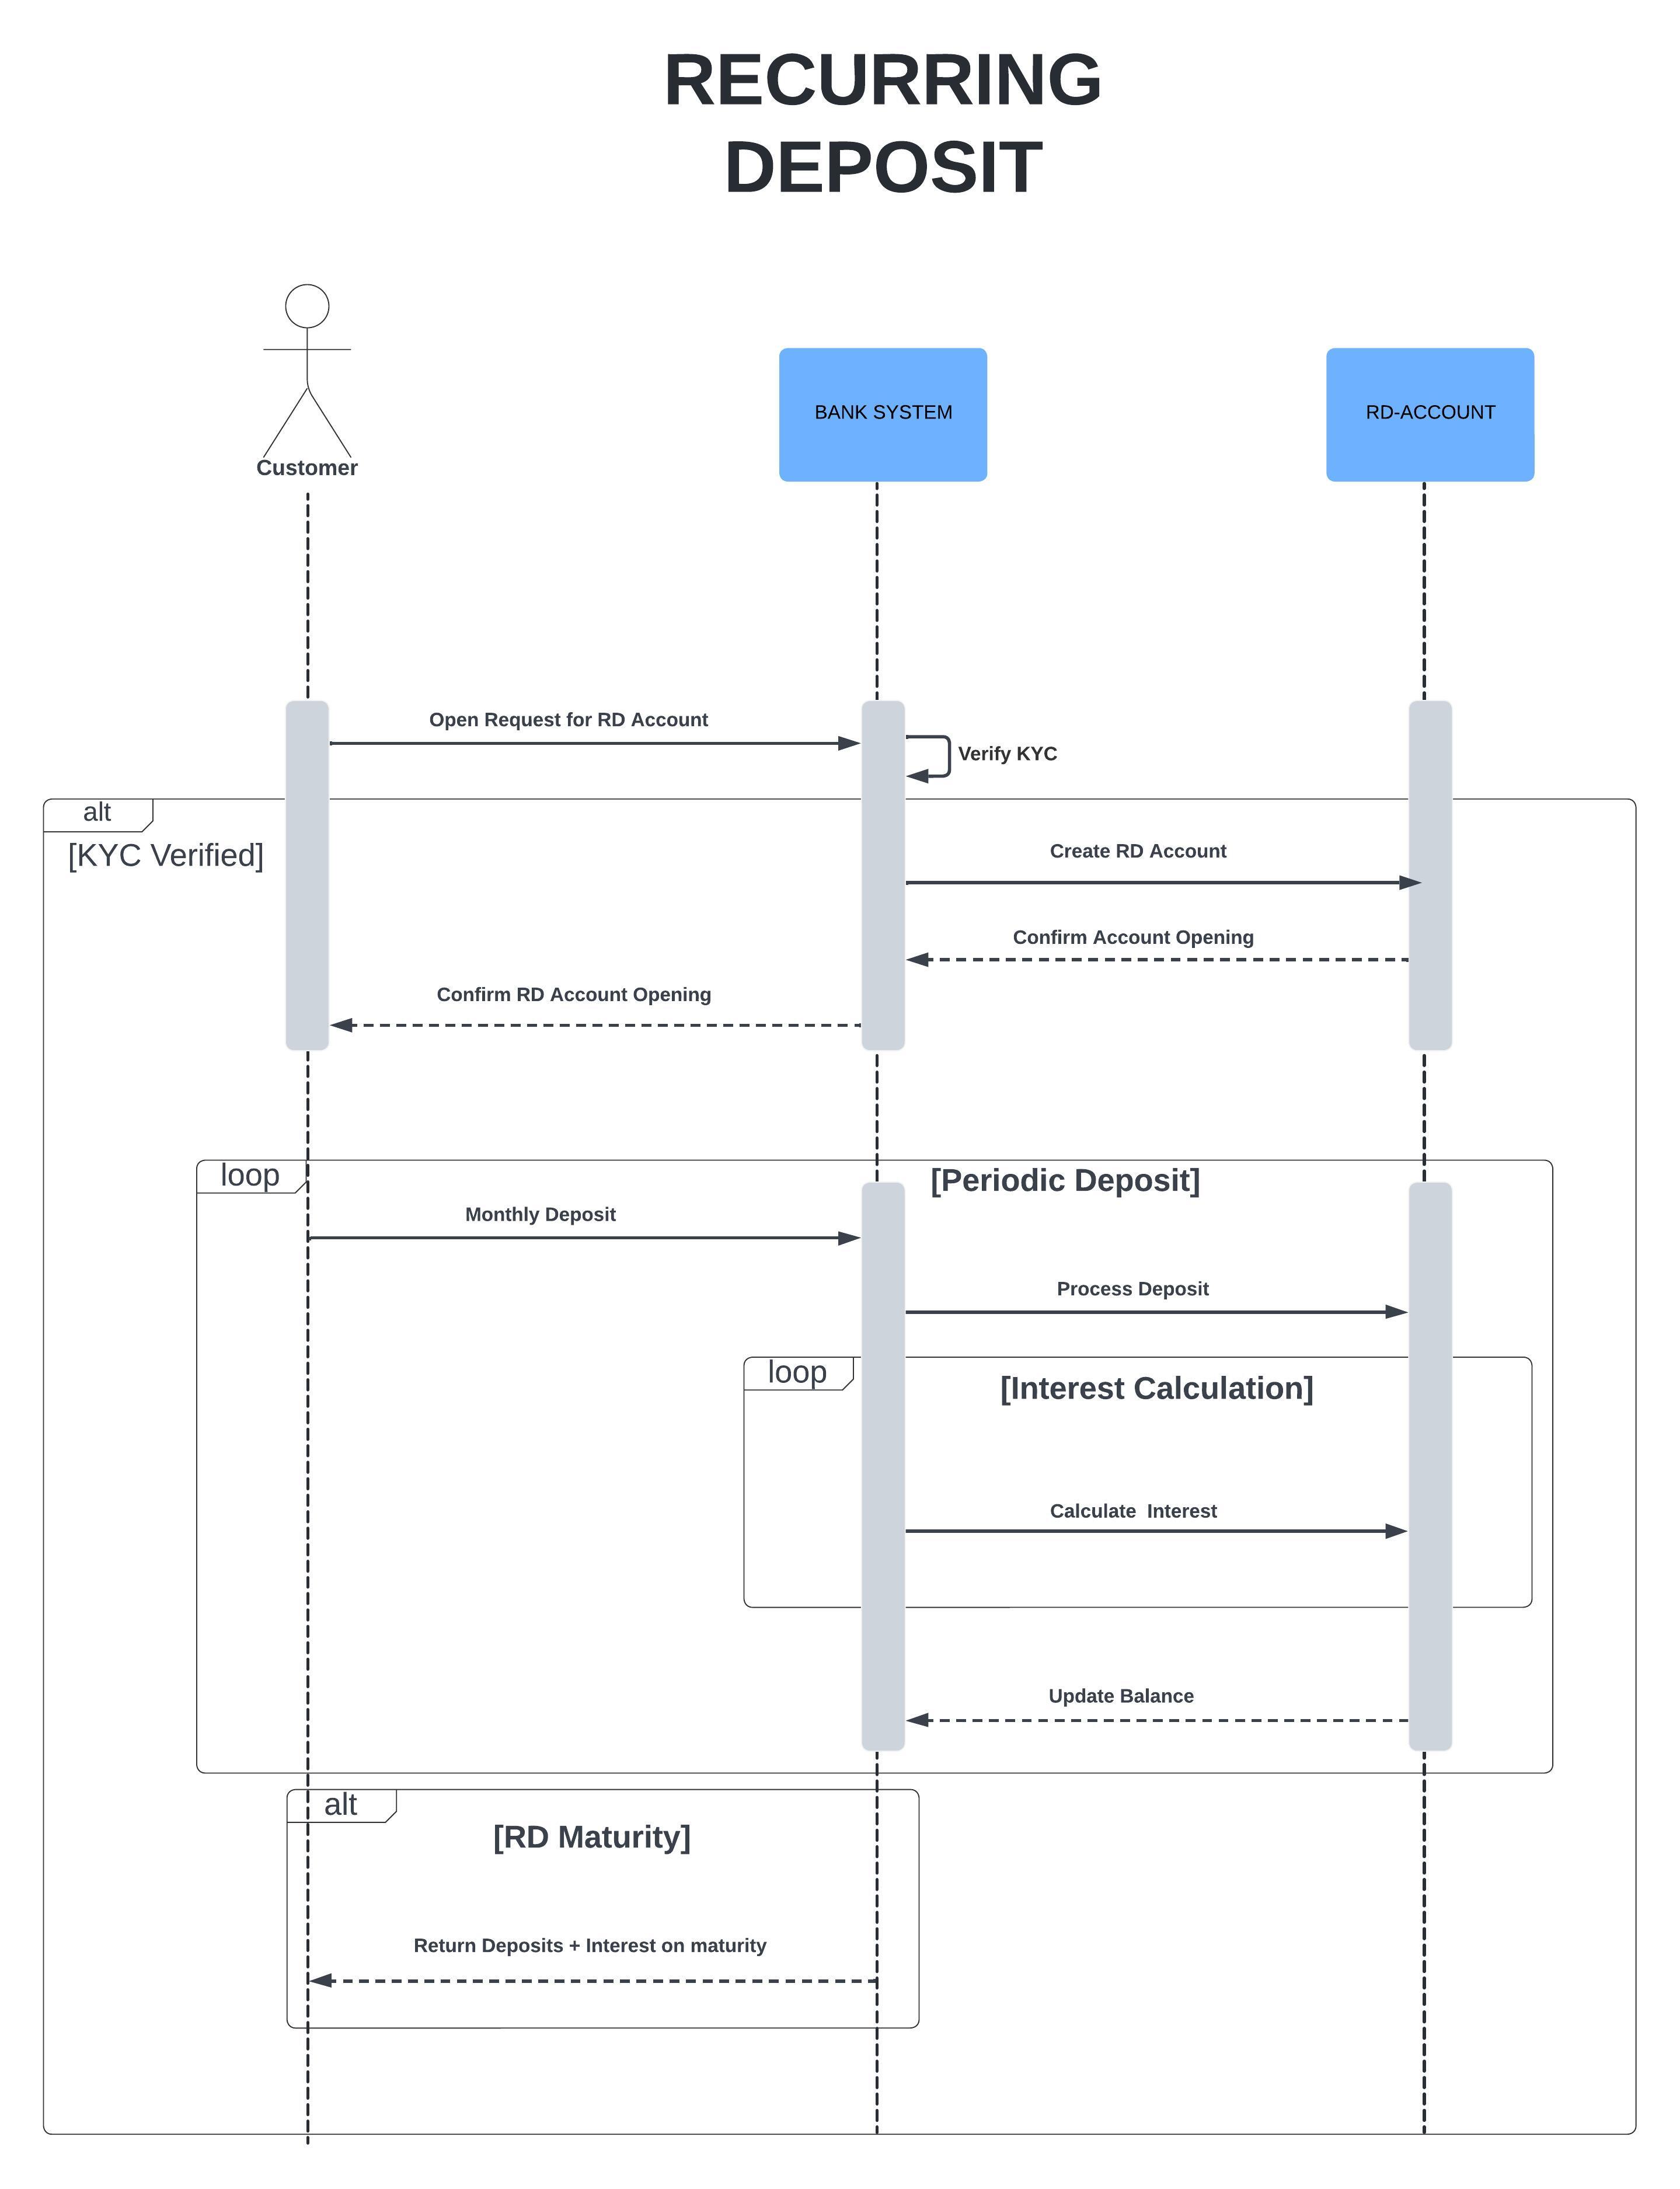 RECURRING
DEPOSIT
Customer
BANK SYSTEM
RD-ACCOUNT
Open Request for RD Account
Verify KYC
alt
[KYC Verified]
Create RD Account
Confirm Account Opening
Confirm RD Account Opening
loop
[Periodic Deposit]
Monthly Deposit
Process Deposit
loop
[Interest Calculation]
Calculate  Interest
Update Balance
alt
[RD Maturity]
Return Deposits + Interest on maturity